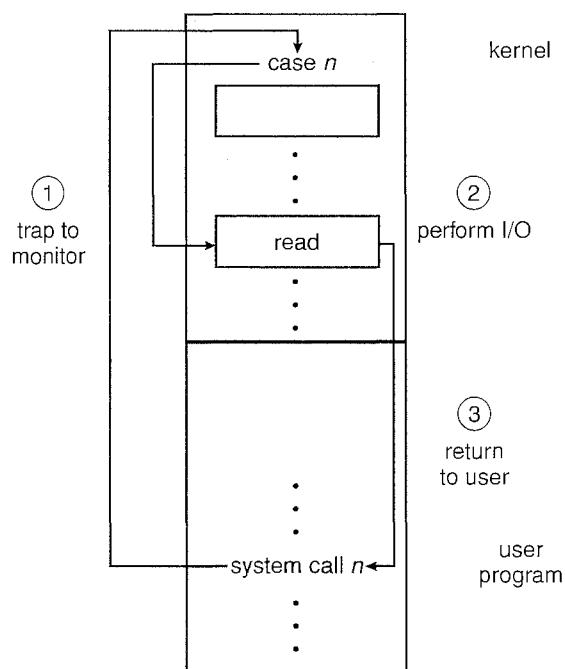 kernel
case n
1
trap to
monitor
2
perform I/O
read
3
return
to user
system call n
user
program